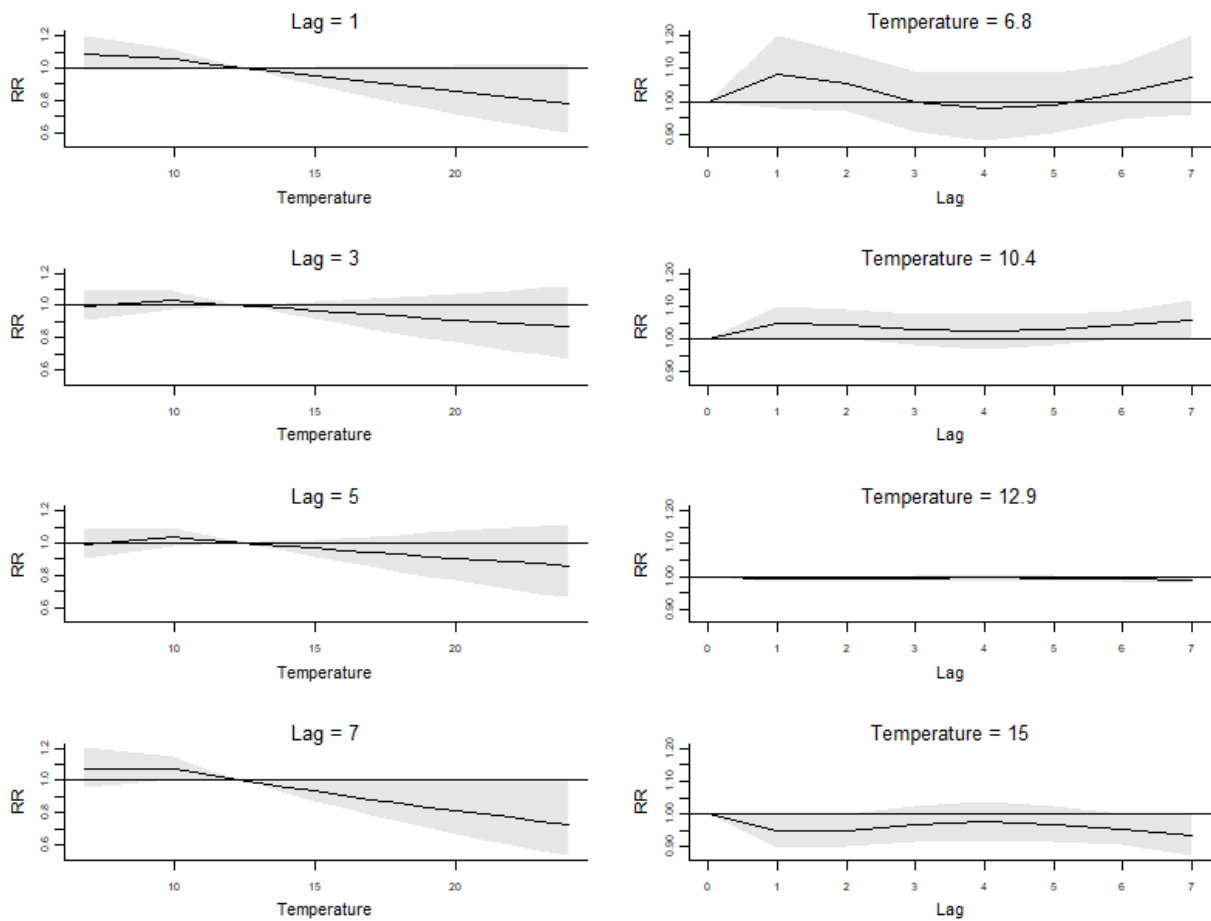 Lag = 1
RR
0.6 0.8 1.0 1.2
10 15 20
Temperature
Temperature = 6.8
RR
0.90 1.00 1.10 1.20
0 1 2 3 4 5 6 7
Lag
Lag = 3
RR
0.6 0.8 1.0 1.2
10 15 20
Temperature
Temperature = 10.4
RR
0.90 1.00 1.10 1.20
0 1 2 3 4 5 6 7
Lag
Lag = 5
RR
0.6 0.8 1.0 1.2
10 15 20
Temperature
Temperature = 12.9
RR
0.90 1.00 1.10 1.20
0 1 2 3 4 5 6 7
Lag
Lag = 7
RR
0.6 0.8 1.0 1.2
10 15 20
Temperature
Temperature = 15
RR
0.90 1.00 1.10 1.20
0 1 2 3 4 5 6 7
Lag